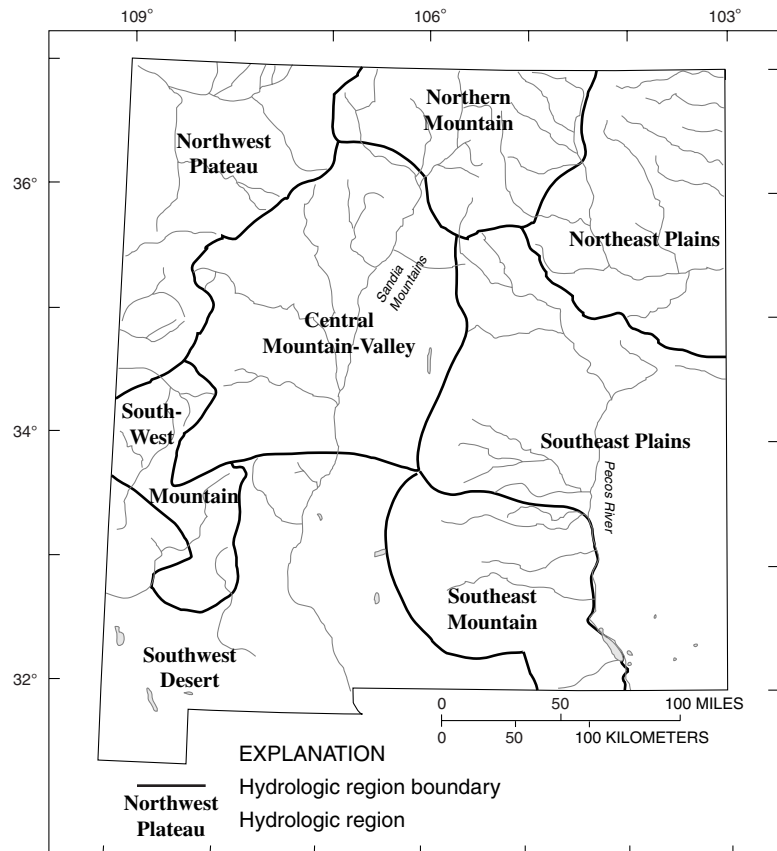 109°
106°
103°
Northern
Mountain
Northwest
Plateau
36°
Northeast Plains
Sandia
Mountains
Central
Mountain-Valley
South-
West
34°
Southeast Plains
Mountain
Pecos River
Southeast
Mountain
Southwest
Desert
32°
0 50 100 MILES
0 50 100 KILOMETERS
EXPLANATION
Hydrologic region boundary
Northwest
Plateau
Hydrologic region